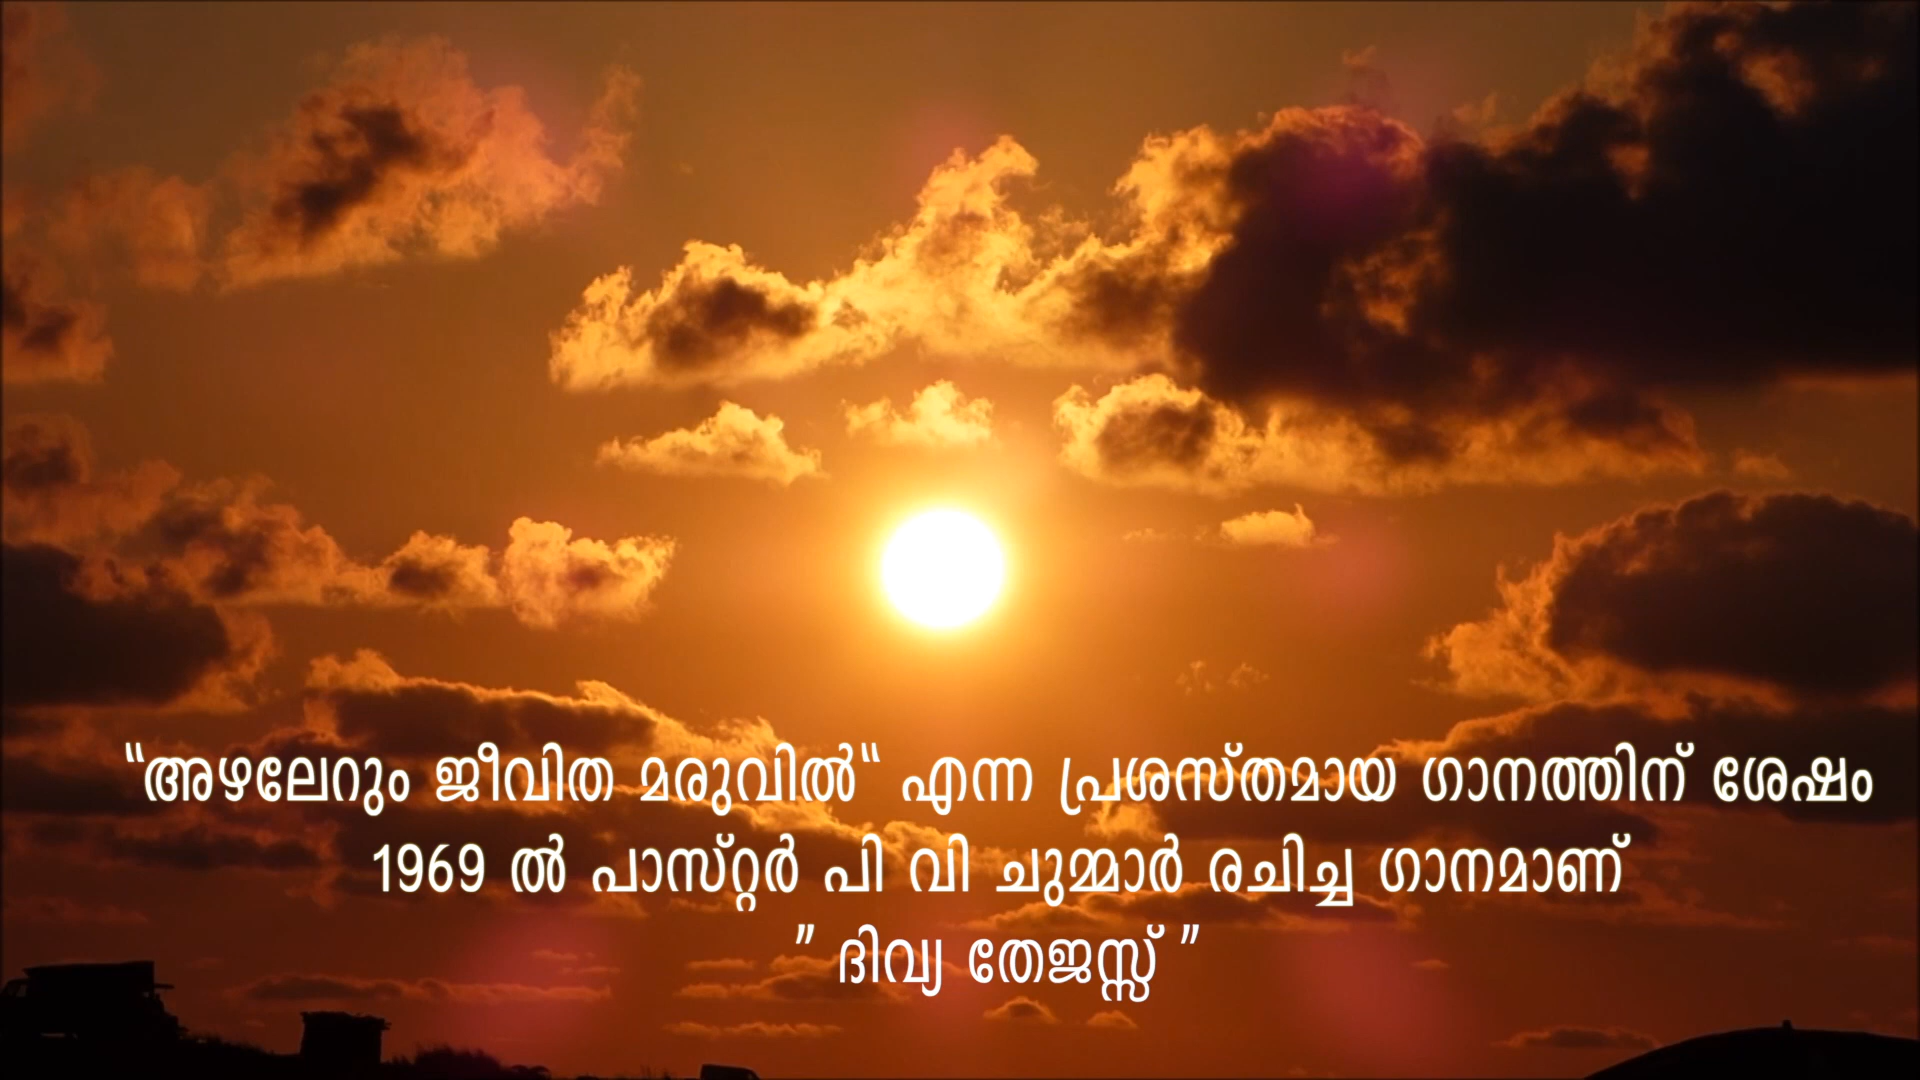 "അഴലേറും ജീവിത മരുവിൽ" എന്ന പ്രശസ്തമായ ഗാനത്തിന് ശേഷം
1969 ൽ പാസ്റ്റർ പി വി ചുമ്മാർ രചിച്ച ഗാനമാണ്
" ദിവ്യ തേജസ്സ് "